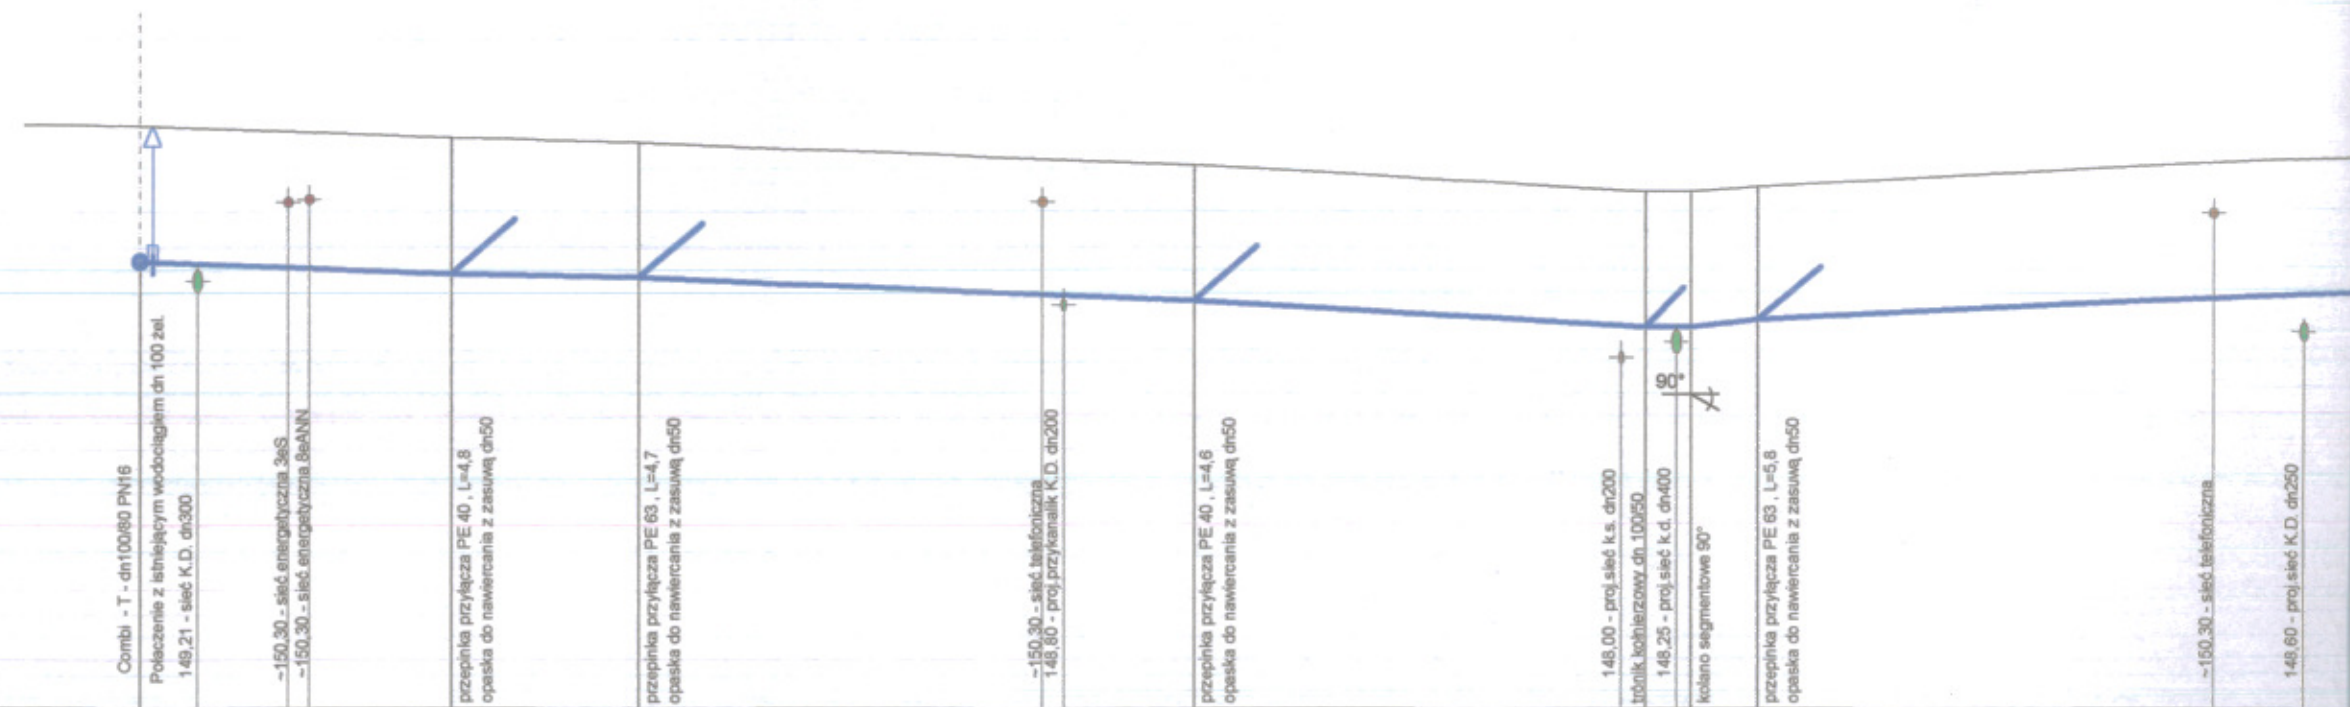 Combi - T - dn100/80 PN16
Połaczenie z istniejącym wodociągiem dn 100 żel.
149,21 - sieć K.D. dn300
~150,30 - sieć energetyczna 3eS
~150,30 - sieć energetyczna 8eANN
przepinka przyłącza PE 40 , L=4,8
opaska do nawiercania z zasuwą dn50
przepinka przyłącza PE 63 , L=4,7
opaska do nawiercania z zasuwą dn50
~150,30 - sieć telefoniczna
148,80 - proj.przykanalik K.D. dn200
przepinka przyłącza PE 40 , L=4,6
opaska do nawiercania z zasuwą dn50
148,00 - proj.sieć k.s. dn200
trójnik kołnierzowy dn 100/50
148,25 - proj.sieć k.d. dn400
90°
kolano segmentowe 90°
przepinka przyłącza PE 63 , L=5,8
opaska do nawiercania z zasuwą dn50
~150,30 - sieć telefoniczna
148,60 - proj.sieć K.D. dn250